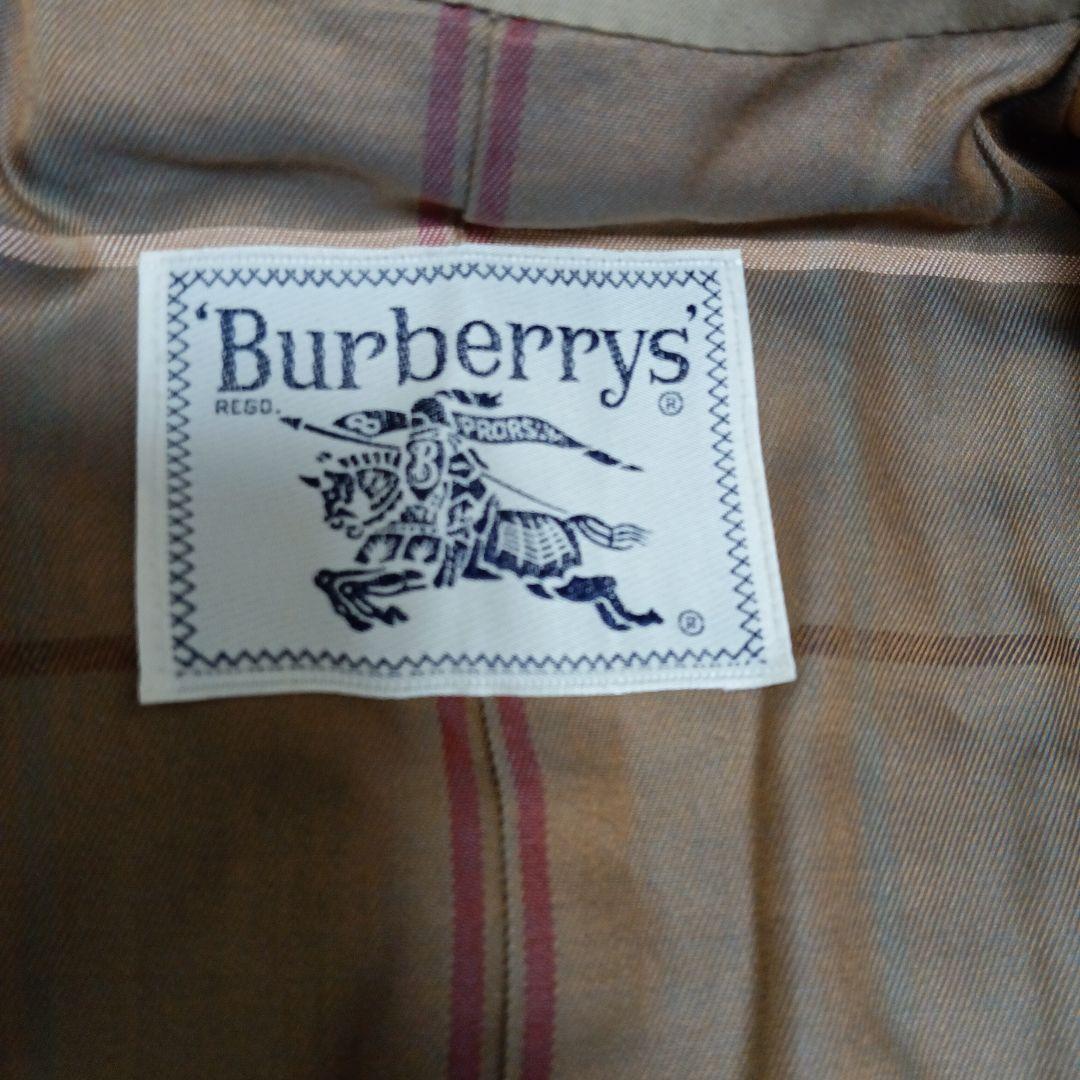 ‘Burberrys’
REGD. ®
B PRORSUM
B
®